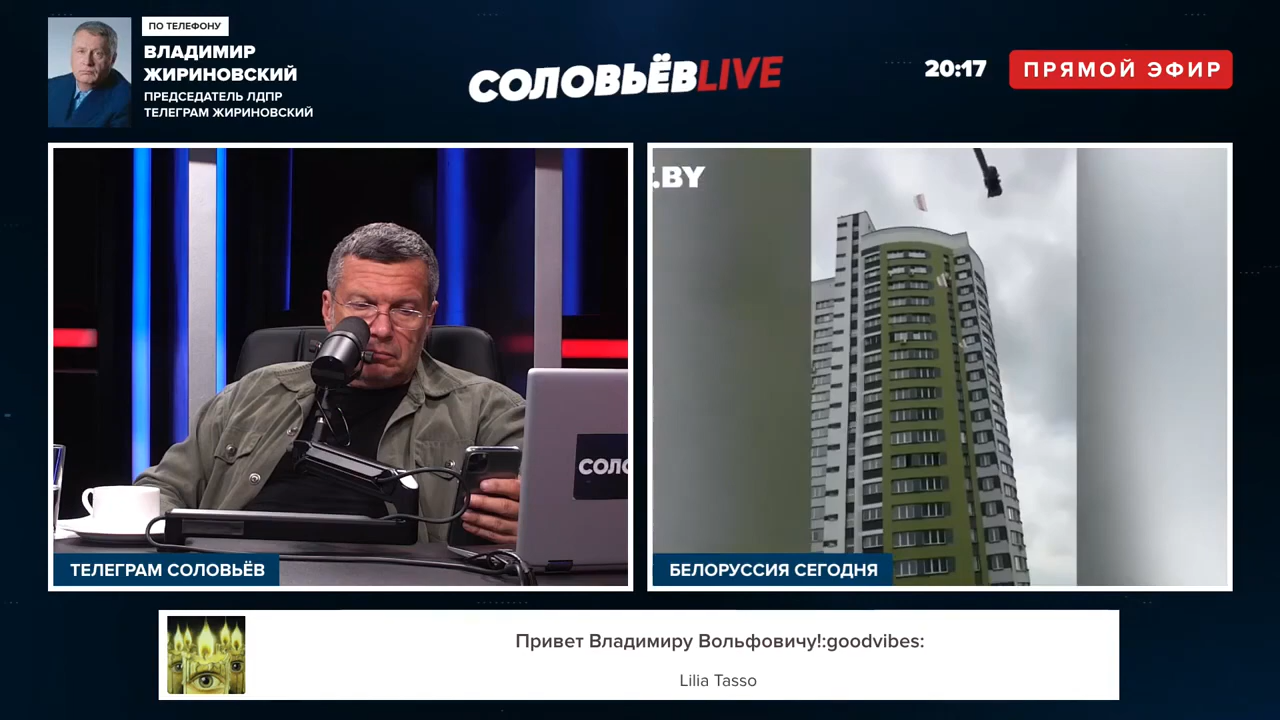 ПО ТЕЛЕФОНУ
ВЛАДИМИР
ЖИРИНОВСКИЙ
ПРЕДСЕДАТЕЛЬ ЛДПР
ТЕЛЕГРАМ ЖИРИНОВСКИЙ
СОЛОВЬЁВLIVE
20:17
ПРЯМОЙ ЭФИР
.BY
СОЛО
ТЕЛЕГРАМ СОЛОВЬЁВ
БЕЛОРУССИЯ СЕГОДНЯ
Привет Владимиру Вольфовичу!:goodvibes:
Lilia Tasso